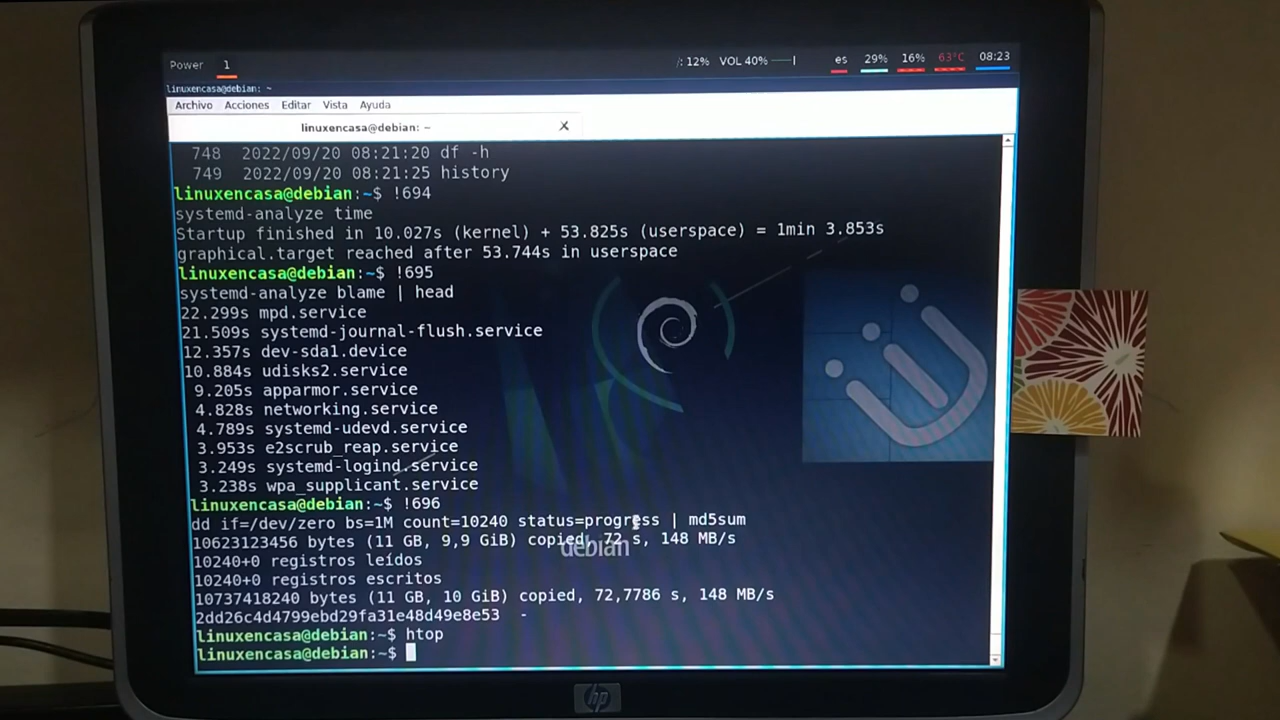 Power 1 /: 12% VOL 40% es 29% 16% 63°C 08:23
linuxencasa@debian: ~
Archivo Acciones Editar Vista Ayuda
linuxencasa@debian: ~ X
748 2022/09/20 08:21:20 df -h
749 2022/09/20 08:21:25 history
linuxencasa@debian:~$ !694
systemd-analyze time
Startup finished in 10.027s (kernel) + 53.825s (userspace) = 1min 3.853s
graphical.target reached after 53.744s in userspace
linuxencasa@debian:~$ !695
systemd-analyze blame | head
22.299s mpd.service
21.509s systemd-journal-flush.service
12.357s dev-sda1.device
10.884s udisks2.service
9.205s apparmor.service
4.828s networking.service
4.789s systemd-udevd.service
3.953s e2scrub_reap.service
3.249s systemd-logind.service
3.238s wpa_supplicant.service
linuxencasa@debian:~$ !696
dd if=/dev/zero bs=1M count=10240 status=progress | md5sum
10623123456 bytes (11 GB, 9,9 GiB) copied, 72 s, 148 MB/s
debian
10240+0 registros leídos
10240+0 registros escritos
10737418240 bytes (11 GB, 10 GiB) copied, 72,7786 s, 148 MB/s
2dd26c4d4799ebd29fa31e48d49e8e53 -
linuxencasa@debian:~$ htop
linuxencasa@debian:~$
hp